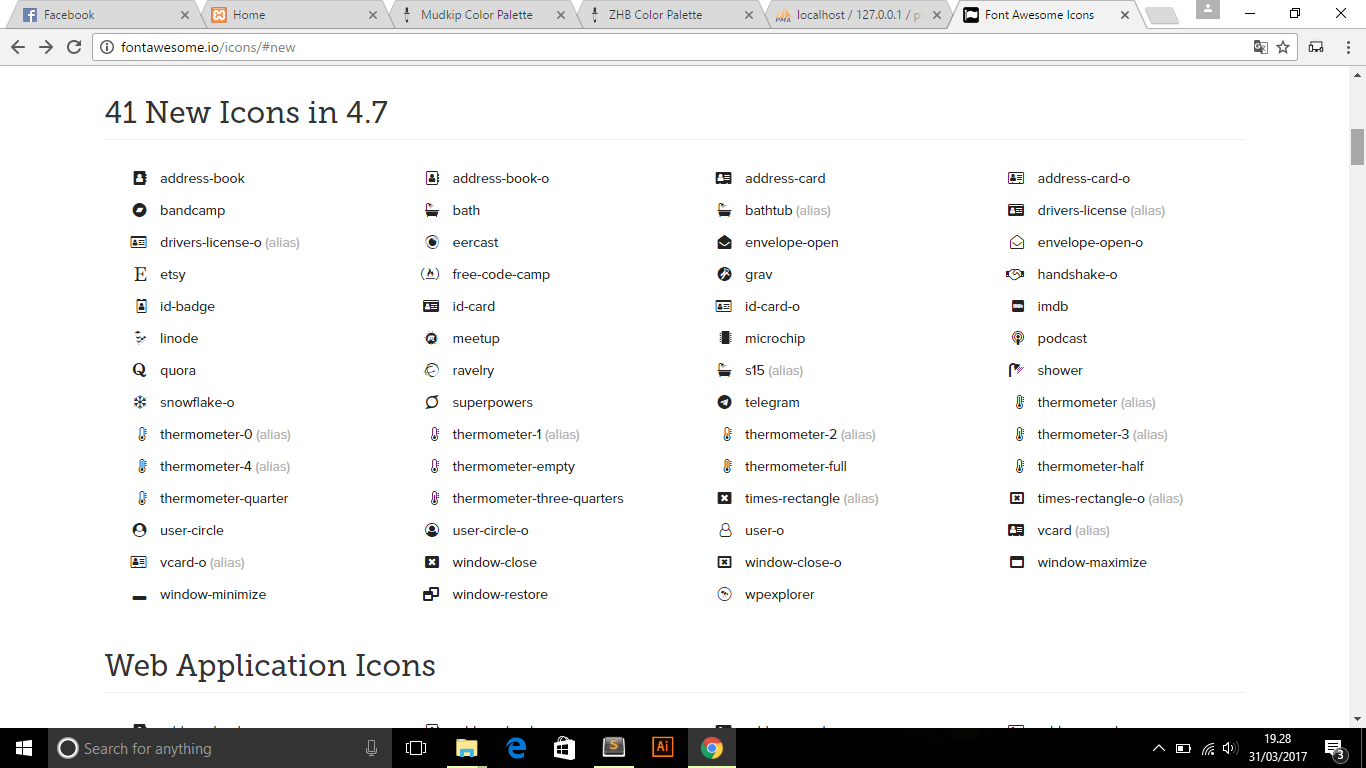 Facebook Home Mudkip Color Palette ZHB Color Palette localhost / 127.0.0.1 / p Font Awesome Icons
fontawesome.io/icons/#new
41 New Icons in 4.7
address-book address-book-o address-card address-card-o
bandcamp bath bathtub (alias) drivers-license (alias)
drivers-license-o (alias) eercast envelope-open envelope-open-o
etsy free-code-camp grav handshake-o
id-badge id-card id-card-o imdb
linode meetup microchip podcast
quora ravelry s15 (alias) shower
snowflake-o superpowers telegram thermometer (alias)
thermometer-0 (alias) thermometer-1 (alias) thermometer-2 (alias) thermometer-3 (alias)
thermometer-4 (alias) thermometer-empty thermometer-full thermometer-half
thermometer-quarter thermometer-three-quarters times-rectangle (alias) times-rectangle-o (alias)
user-circle user-circle-o user-o vcard (alias)
vcard-o (alias) window-close window-close-o window-maximize
window-minimize window-restore wpexplorer
Web Application Icons
Search for anything Ai 19.28
31/03/2017 3